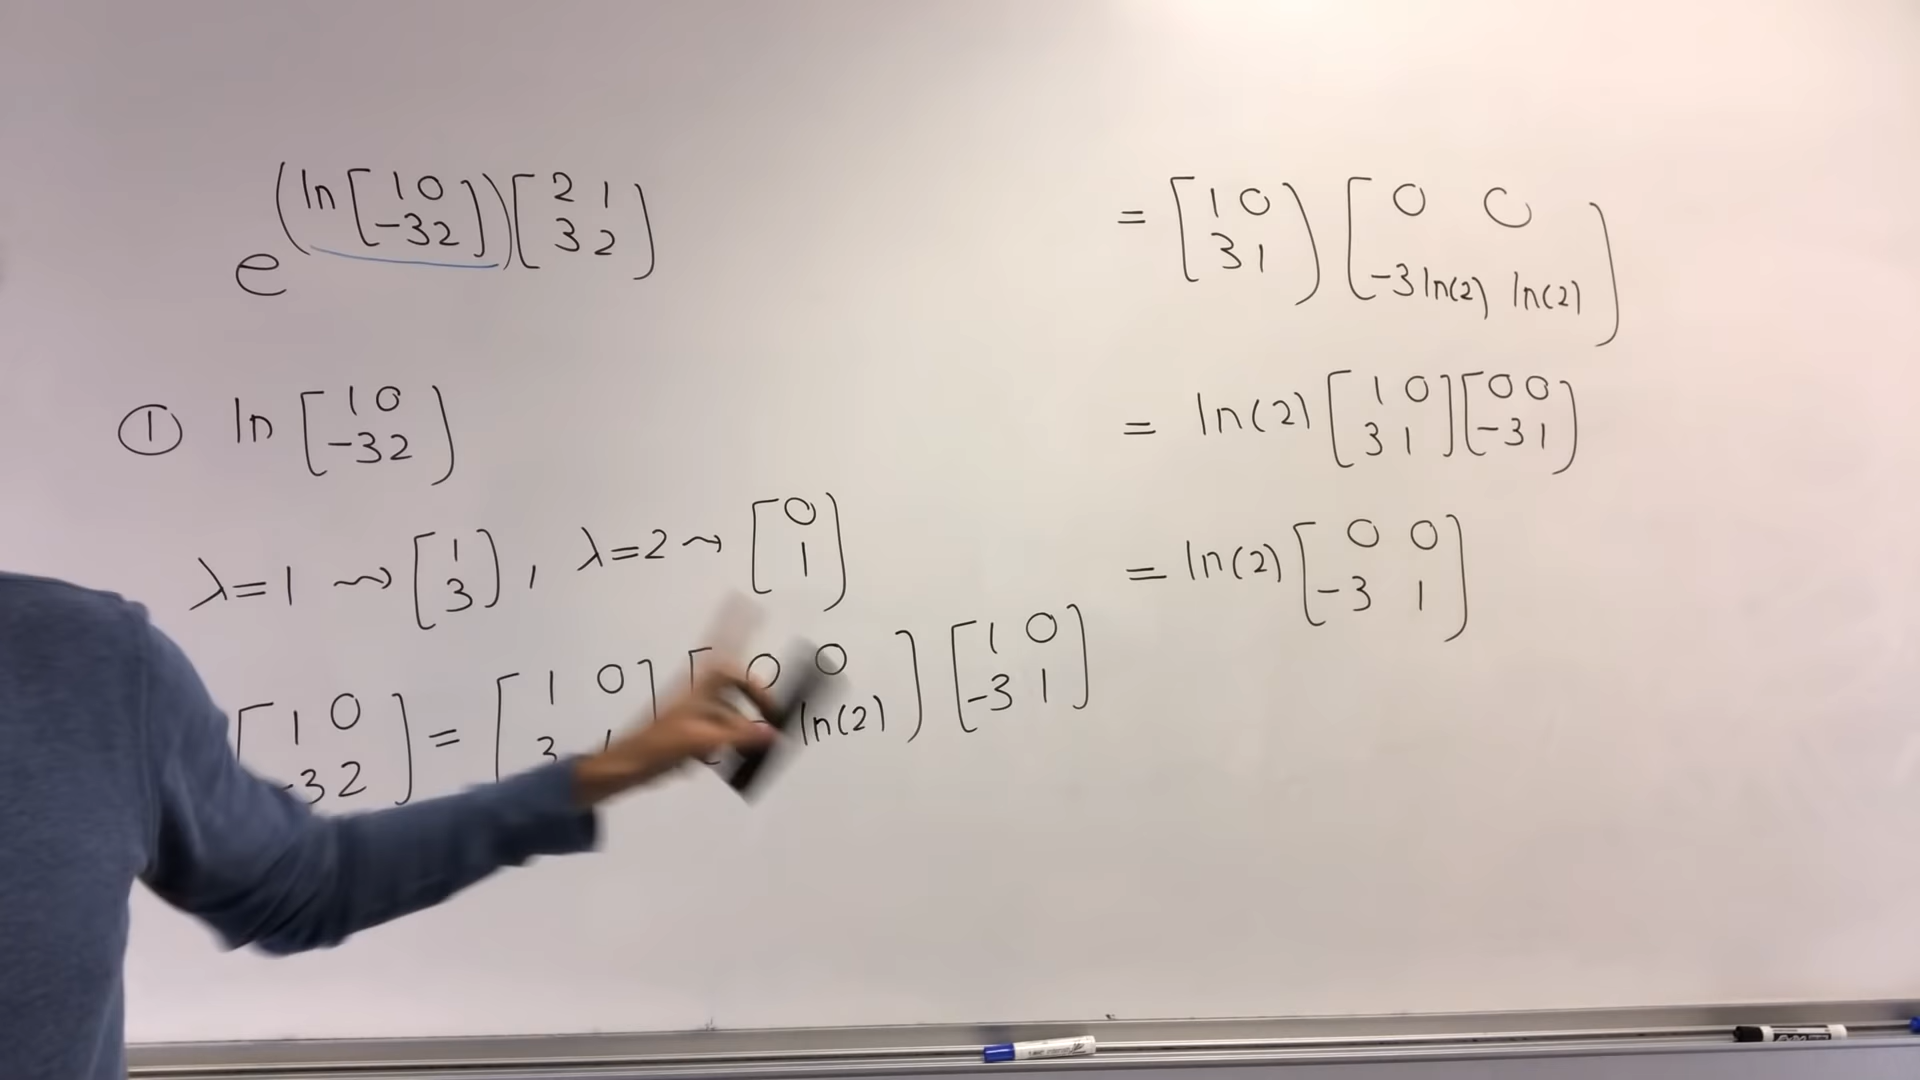 e^(ln [1 0; -3 2]) [2 1; 3 2]
① ln [1 0; -3 2]
λ=1 ⇝ [1; 3], λ=2 ⇝ [0; 1]
[1 0; -3 2] = [1 0; 3 1] [0 0; ln(2)] [1 0; -3 1]
= [1 0; 3 1] [0 0; -3ln(2) ln(2)]
= ln(2) [1 0; 3 1] [0 0; -3 1]
= ln(2) [0 0; -3 1]